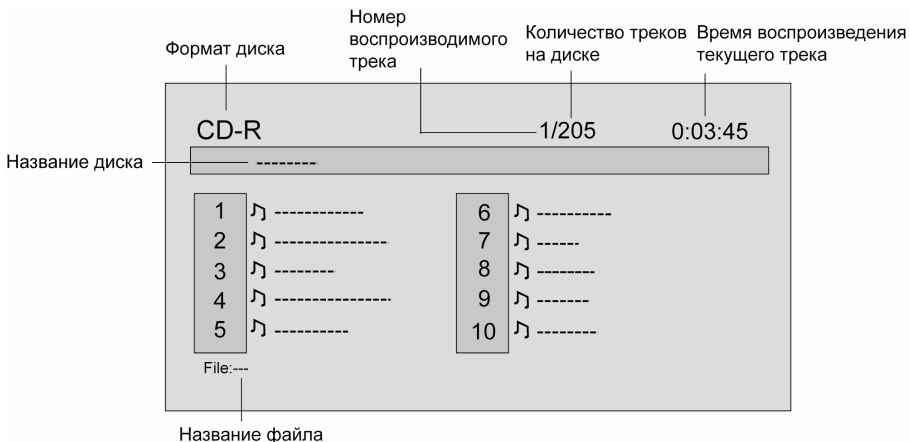 Номер
воспроизводимого
трека
Количество треков
на диске
Время воспроизведения
текущего трека
Формат диска
CD-R
1/205
0:03:45
Название диска
---------
1 ------------
2 ----------------
3 --------
4 ----------------
5 ----------
6 ----------
7 ------
8 --------
9 -------
10 --------
File:---
Название файла